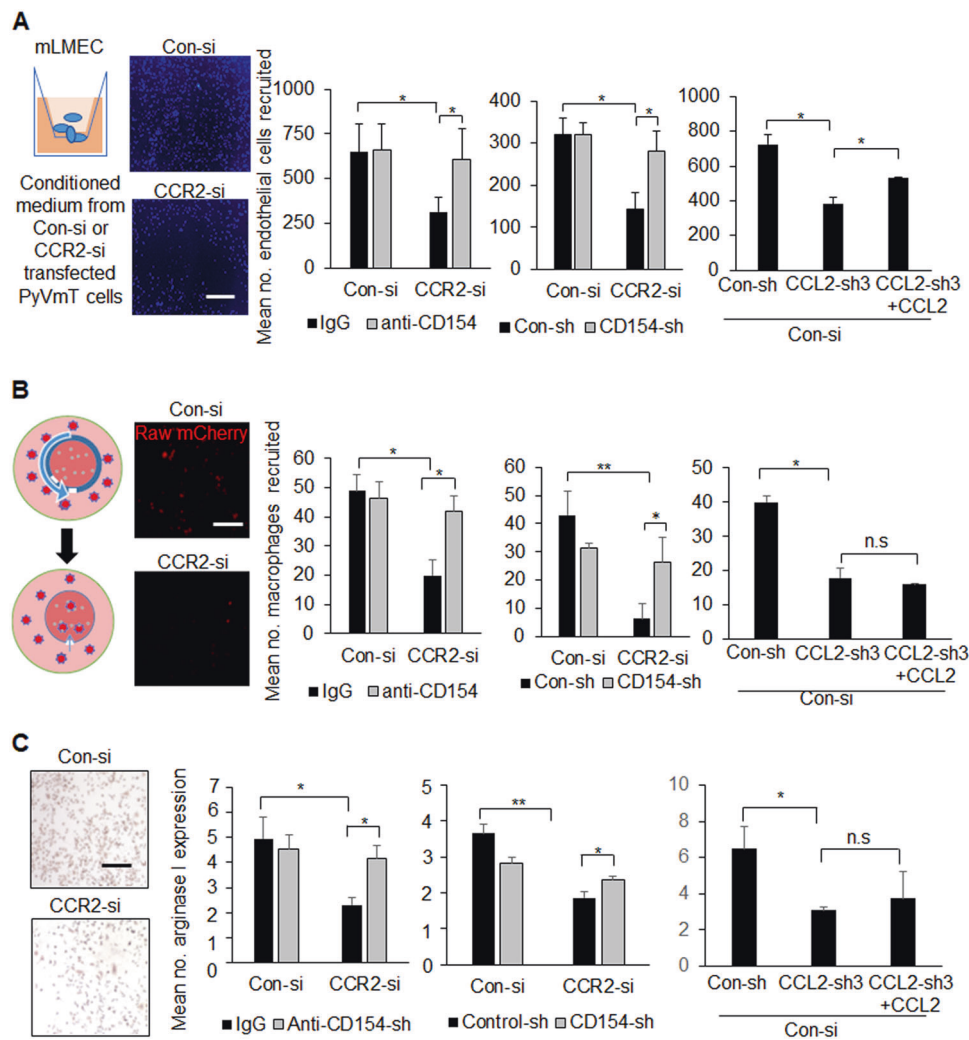 A
mLMEC
Con-si
CCR2-si
Conditioned
medium from
Con-si or
CCR2-si
transfected
PyVmT cells
Mean no. endothelial cells recruited
1000
750
500
250
0
*
*
Con-si CCR2-si
IgG anti-CD154
500
400
300
200
100
0
*
*
Con-si CCR2-si
Con-sh CD154-sh
1000
800
600
400
200
0
*
*
Con-sh CCL2-sh3 CCL2-sh3
+CCL2
Con-si
B
Con-si
Raw mCherry
CCR2-si
Mean no. macrophages recruited
60
50
40
30
20
10
0
*
*
Con-si CCR2-si
IgG anti-CD154
60
50
40
30
20
10
0
**
*
Con-si CCR2-si
Con-sh CD154-sh
50
40
30
20
10
0
*
n.s
Con-sh CCL2-sh3 CCL2-sh3
+CCL2
Con-si
C
Con-si
CCR2-si
Mean no. arginase I expression
7
6
5
4
3
2
1
0
*
*
Con-si CCR2-si
IgG Anti-CD154-sh
5
4
3
2
1
0
**
*
Con-si CCR2-si
Control-sh CD154-sh
10
8
6
4
2
0
*
n.s
Con-sh CCL2-sh3 CCL2-sh3
+CCL2
Con-si